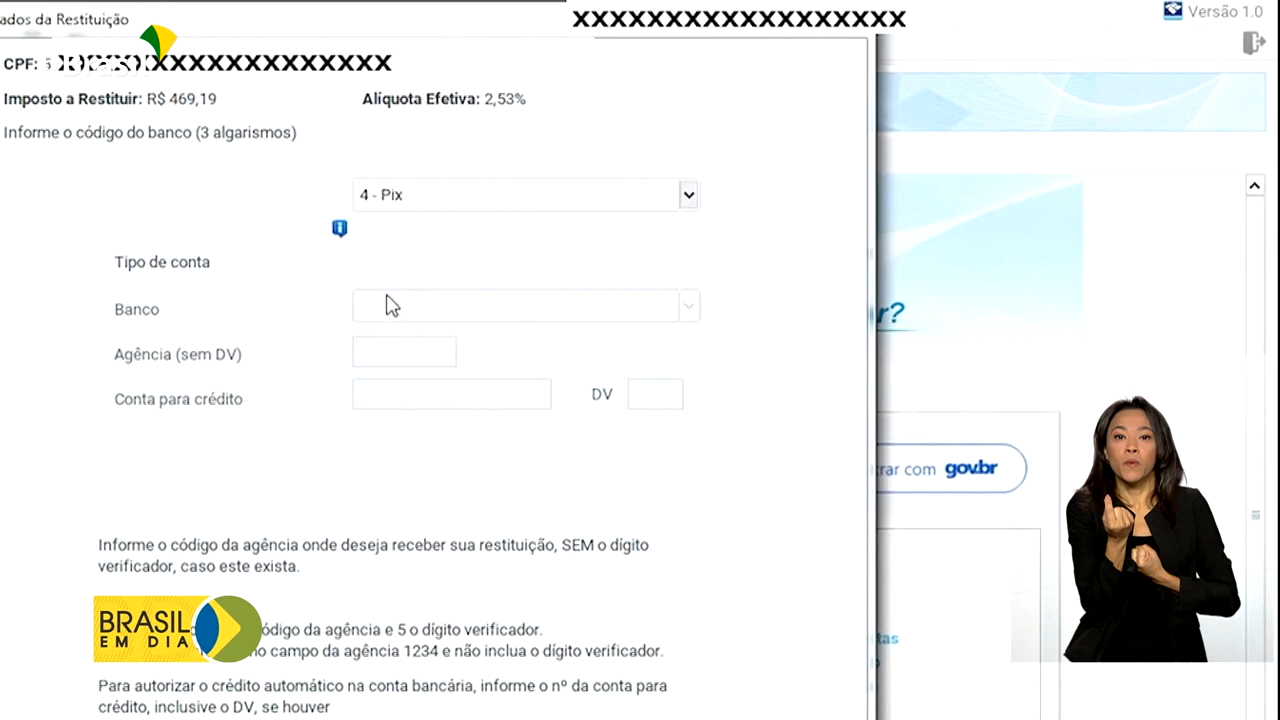 ados da Restituição
XXXXXXXXXXXXXXXXXX
Versão 1.0
CPF: XXXXXXXXXXXXXXXXXX
Brasil
Imposto a Restituir: R$ 469,19 Alíquota Efetiva: 2,53%
Informe o código do banco (3 algarismos)
4 - Pix
Tipo de conta
Banco
r?
Agência (sem DV)
Conta para crédito DV
rar com gov.br
Informe o código da agência onde deseja receber sua restituição, SEM o dígito
verificador, caso este exista.
BRASIL
EM DIA
ódigo da agência e 5 o dígito verificador.
no campo da agência 1234 e não inclua o dígito verificador.
tas
Para autorizar o crédito automático na conta bancária, informe o nº da conta para
crédito, inclusive o DV, se houver